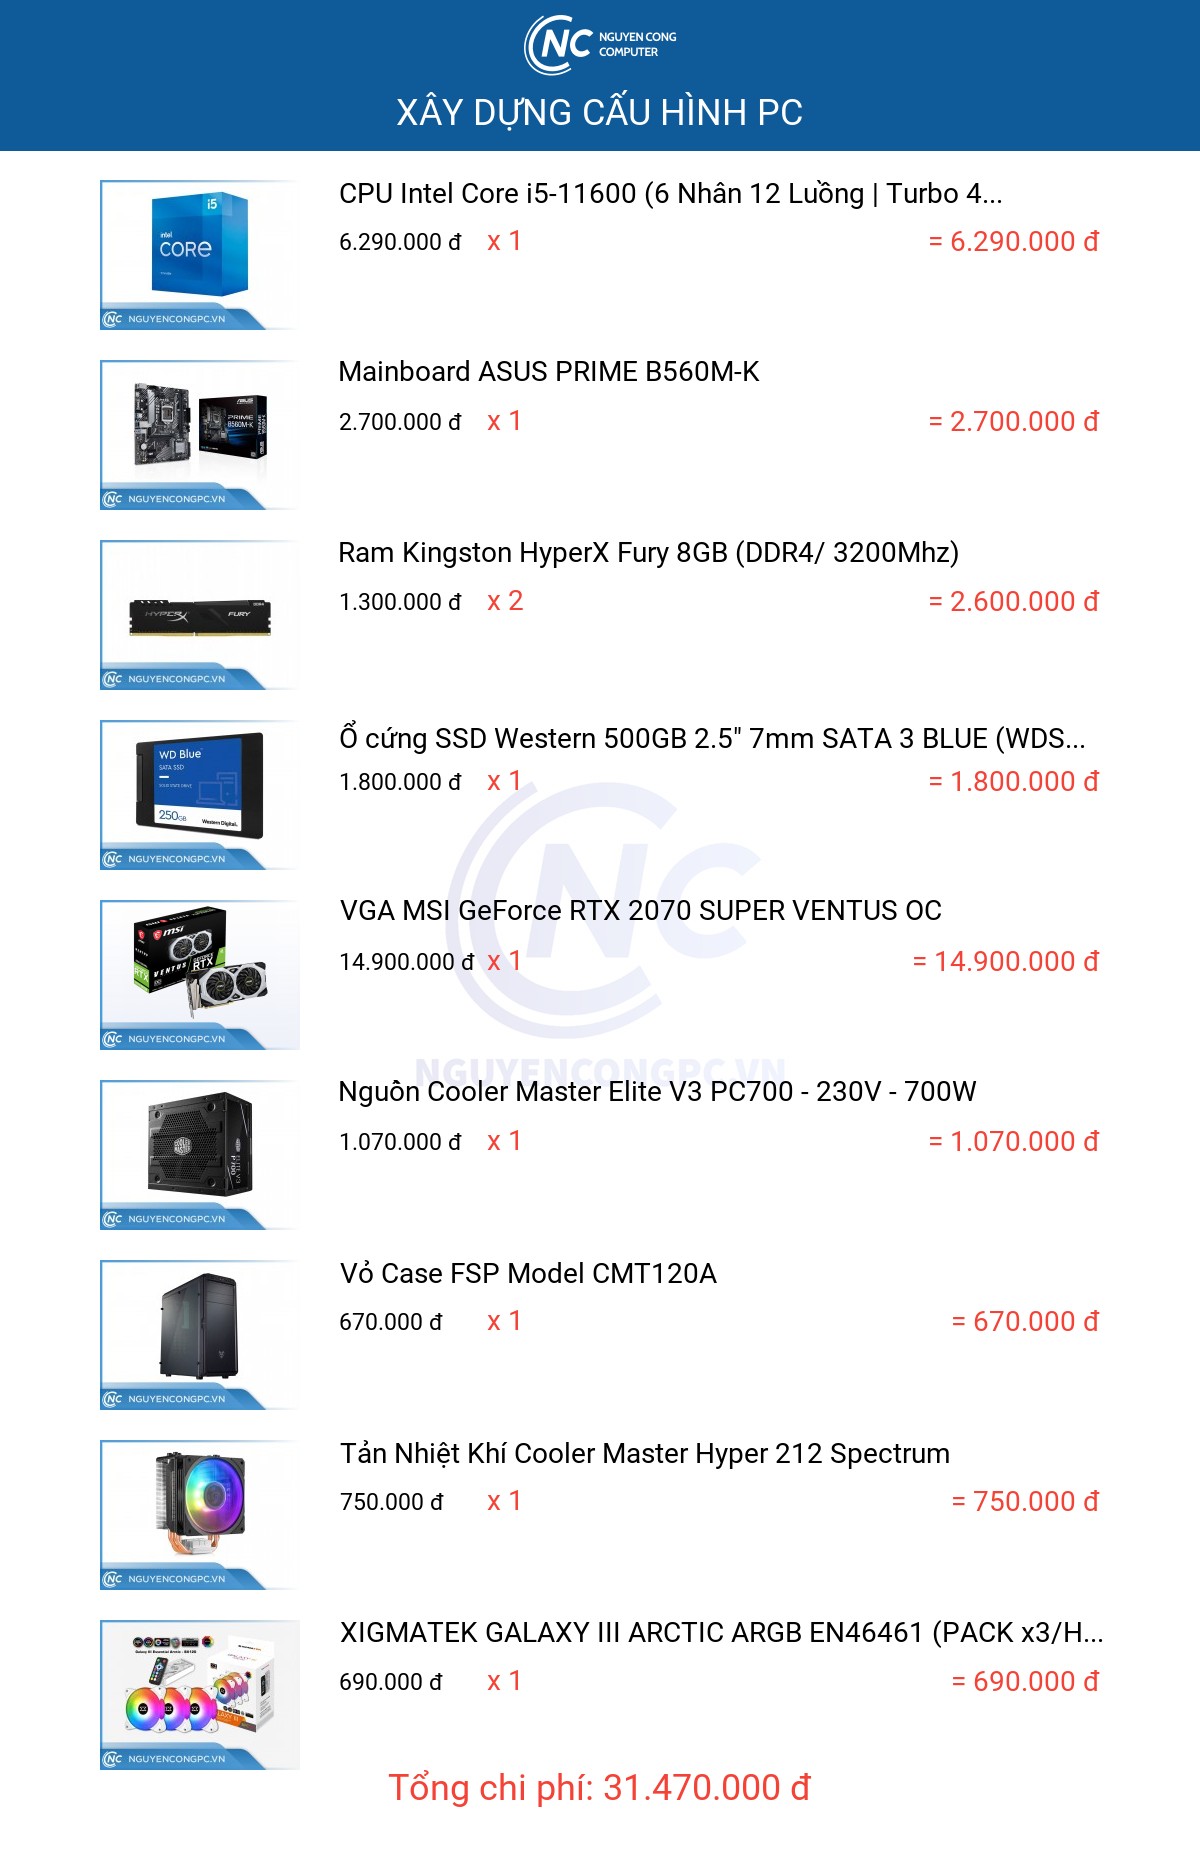 NC NGUYEN CONG
COMPUTER
XÂY DỰNG CẤU HÌNH PC
CPU Intel Core i5-11600 (6 Nhân 12 Luồng | Turbo 4...
6.290.000 đ x 1 = 6.290.000 đ
i5
intel
CORE
NC NGUYENCONGPC.VN
Mainboard ASUS PRIME B560M-K
2.700.000 đ x 1 = 2.700.000 đ
ASUS
PRIME
B560M-K
NC NGUYENCONGPC.VN
Ram Kingston HyperX Fury 8GB (DDR4/ 3200Mhz)
1.300.000 đ x 2 = 2.600.000 đ
HYPERX FURY
NC NGUYENCONGPC.VN
Ổ cứng SSD Western 500GB 2.5" 7mm SATA 3 BLUE (WDS...
1.800.000 đ x 1 = 1.800.000 đ
WD Blue
SATA SSD
250GB
Western Digital.
NC NGUYENCONGPC.VN
NC
NGUYENCONGPC.VN
VGA MSI GeForce RTX 2070 SUPER VENTUS OC
14.900.000 đ x 1 = 14.900.000 đ
msi
VENTUS
GEFORCE
RTX
NC NGUYENCONGPC.VN
Nguồn Cooler Master Elite V3 PC700 - 230V - 700W
1.070.000 đ x 1 = 1.070.000 đ
COOLER
MASTER
ELITE V3
P700
NC NGUYENCONGPC.VN
Vỏ Case FSP Model CMT120A
670.000 đ x 1 = 670.000 đ
NC NGUYENCONGPC.VN
Tản Nhiệt Khí Cooler Master Hyper 212 Spectrum
750.000 đ x 1 = 750.000 đ
NC NGUYENCONGPC.VN
XIGMATEK GALAXY III ARCTIC ARGB EN46461 (PACK x3/H...
690.000 đ x 1 = 690.000 đ
NC NGUYENCONGPC.VN
Tổng chi phí: 31.470.000 đ